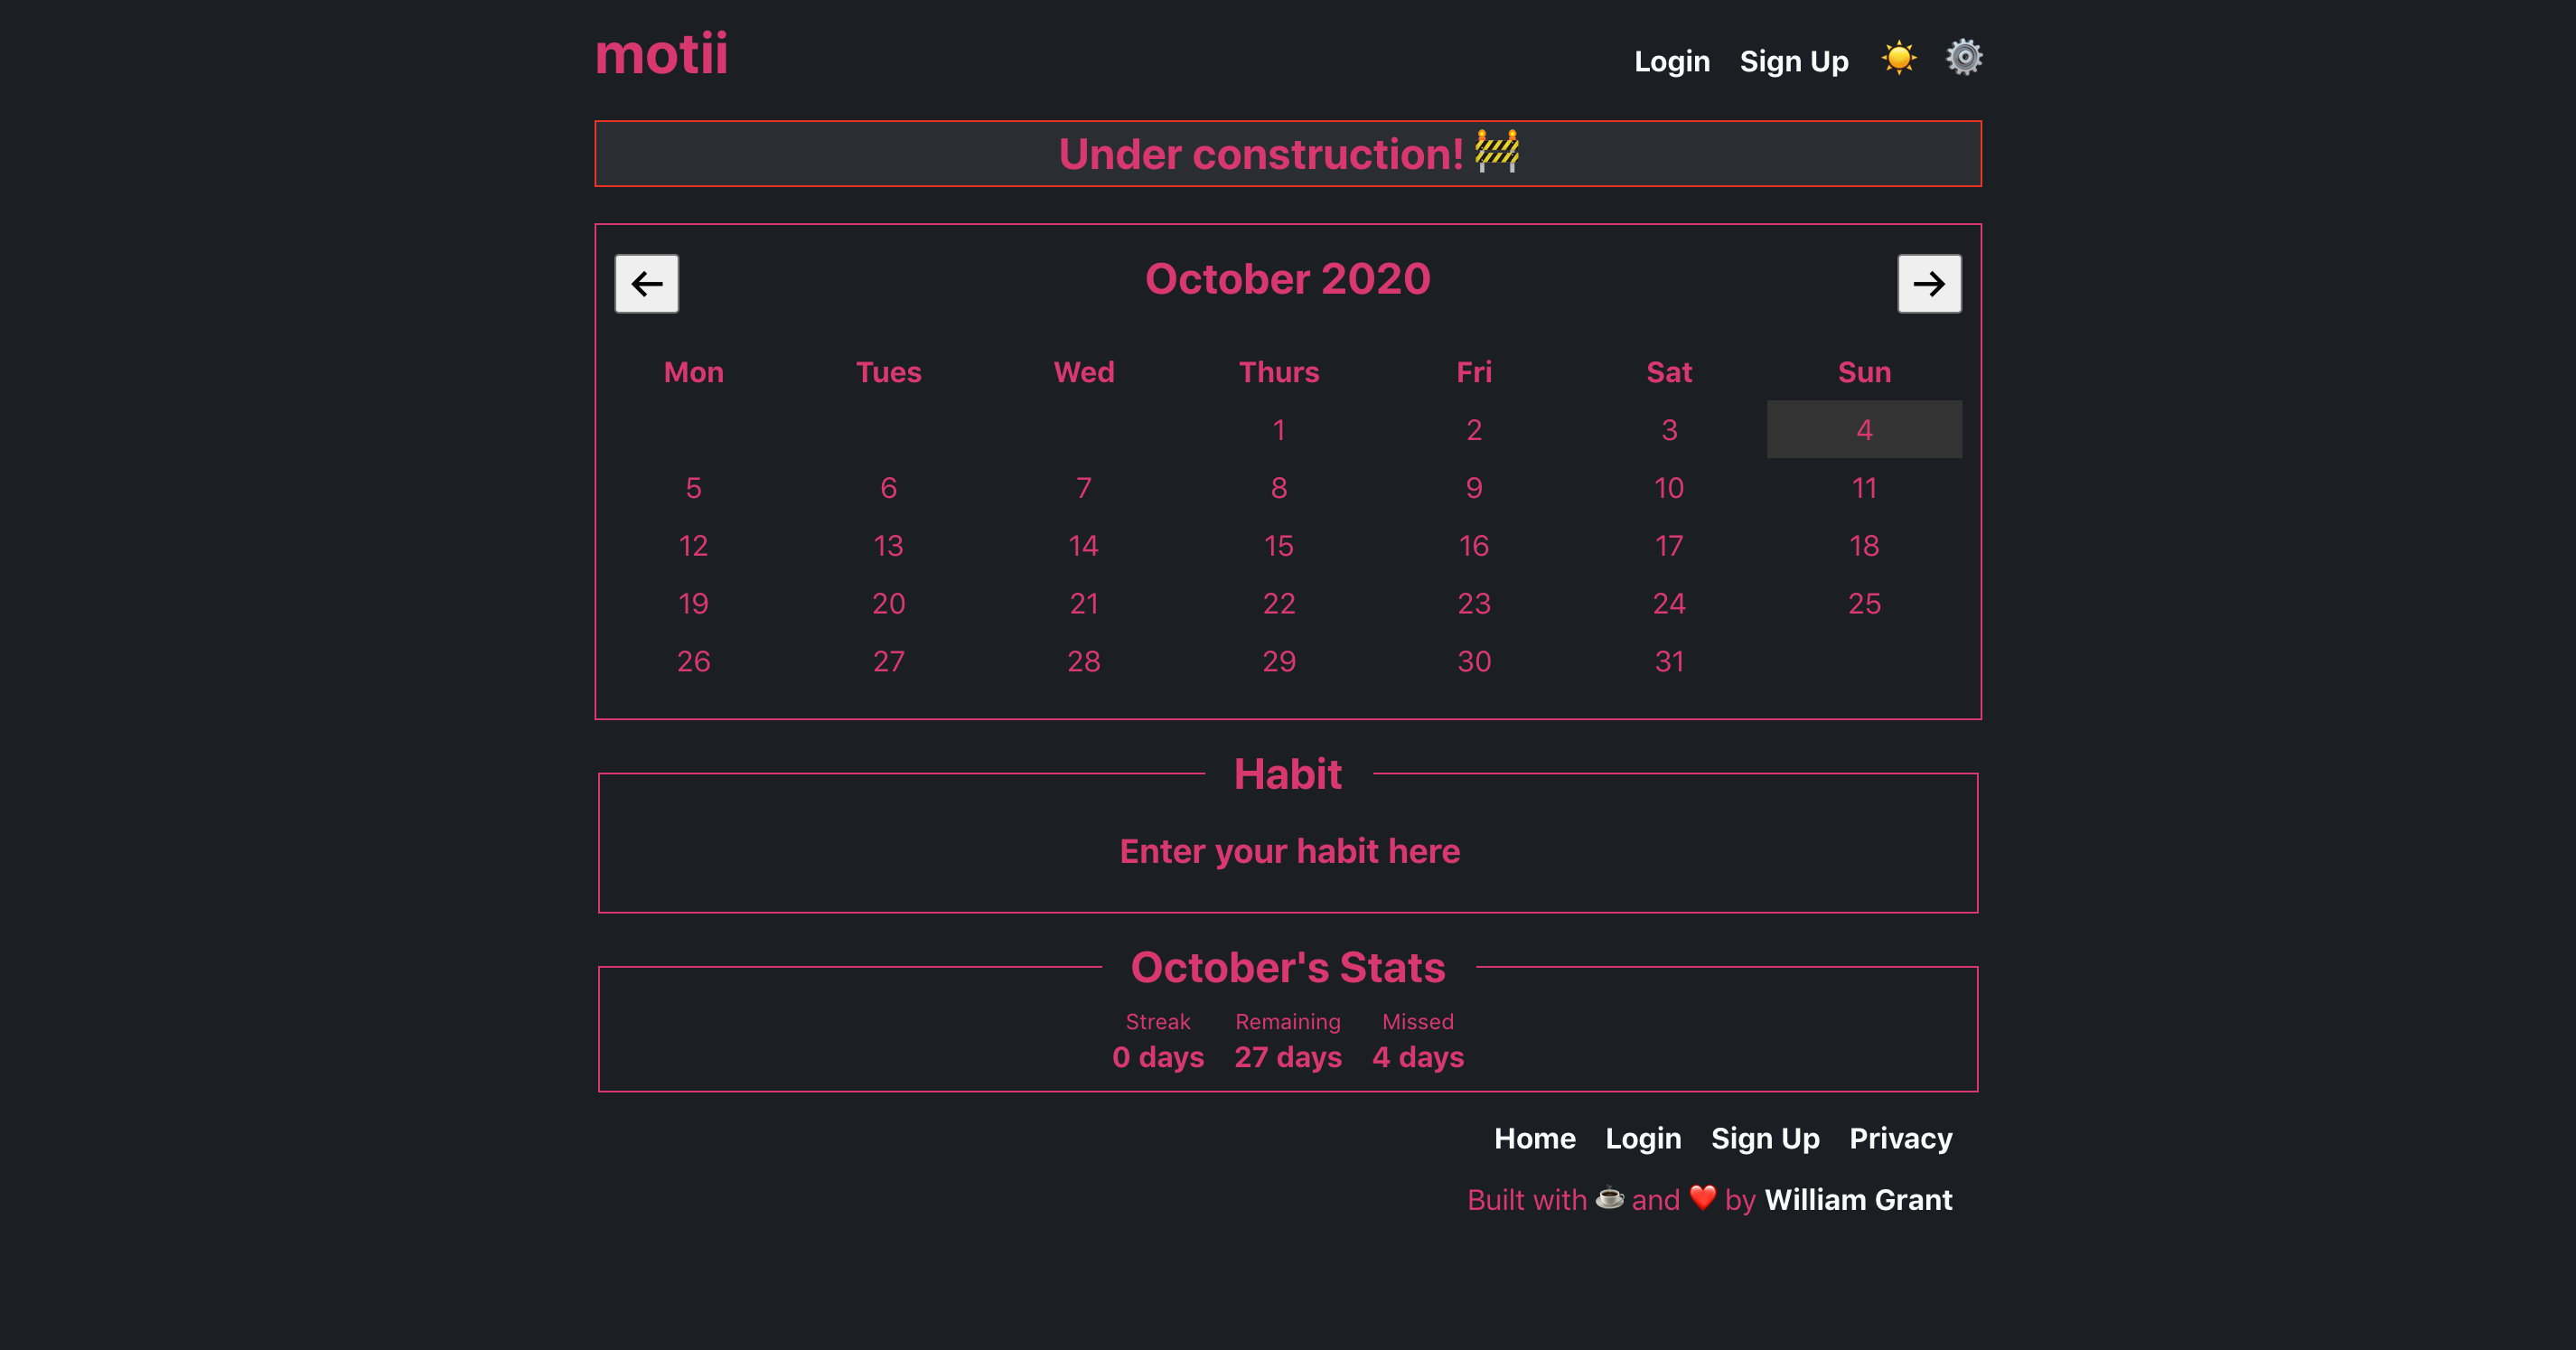 motii
Login Sign Up ☀️ ⚙️
Under construction! 🚧
← October 2020 →
Mon Tues Wed Thurs Fri Sat Sun
1 2 3 4
5 6 7 8 9 10 11
12 13 14 15 16 17 18
19 20 21 22 23 24 25
26 27 28 29 30 31
Habit
Enter your habit here
October's Stats
Streak Remaining Missed
0 days 27 days 4 days
Home Login Sign Up Privacy
Built with ☕ and ❤️ by William Grant